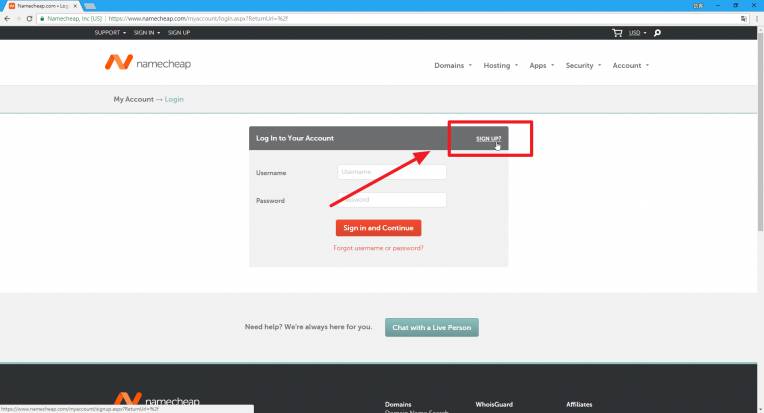 Namecheap.com • Log
Namecheap, Inc [US] | https://www.namecheap.com/myaccount/login.aspx?ReturnUrl=%2f
SUPPORT SIGN IN SIGN UP USD
namecheap Domains Hosting Apps Security Account
My Account → Login
Log In to Your Account SIGN UP?
Username Username
Password
Sign in and Continue
Forgot username or password?
Need help? We're always here for you. Chat with a Live Person
namecheap Domains WhoisGuard Affiliates
Domain Name Search
https://www.namecheap.com/myaccount/signup.aspx?ReturnUrl=%2f